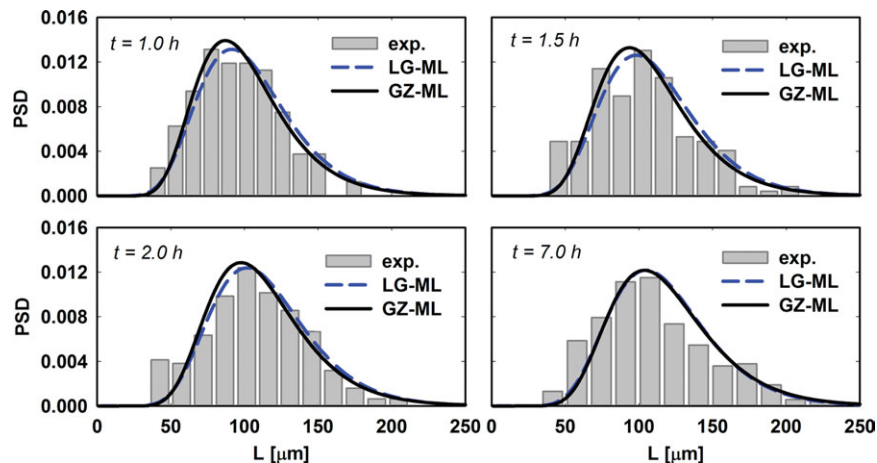 0.016
0.012
0.008
0.004
0.000
PSD
t = 1.0 h
exp.
LG-ML
GZ-ML
t = 1.5 h
exp.
LG-ML
GZ-ML
0.016
0.012
0.008
0.004
0.000
PSD
t = 2.0 h
exp.
LG-ML
GZ-ML
t = 7.0 h
exp.
LG-ML
GZ-ML
0 50 100 150 200 250
0 50 100 150 200 250
L [μm]
L [μm]